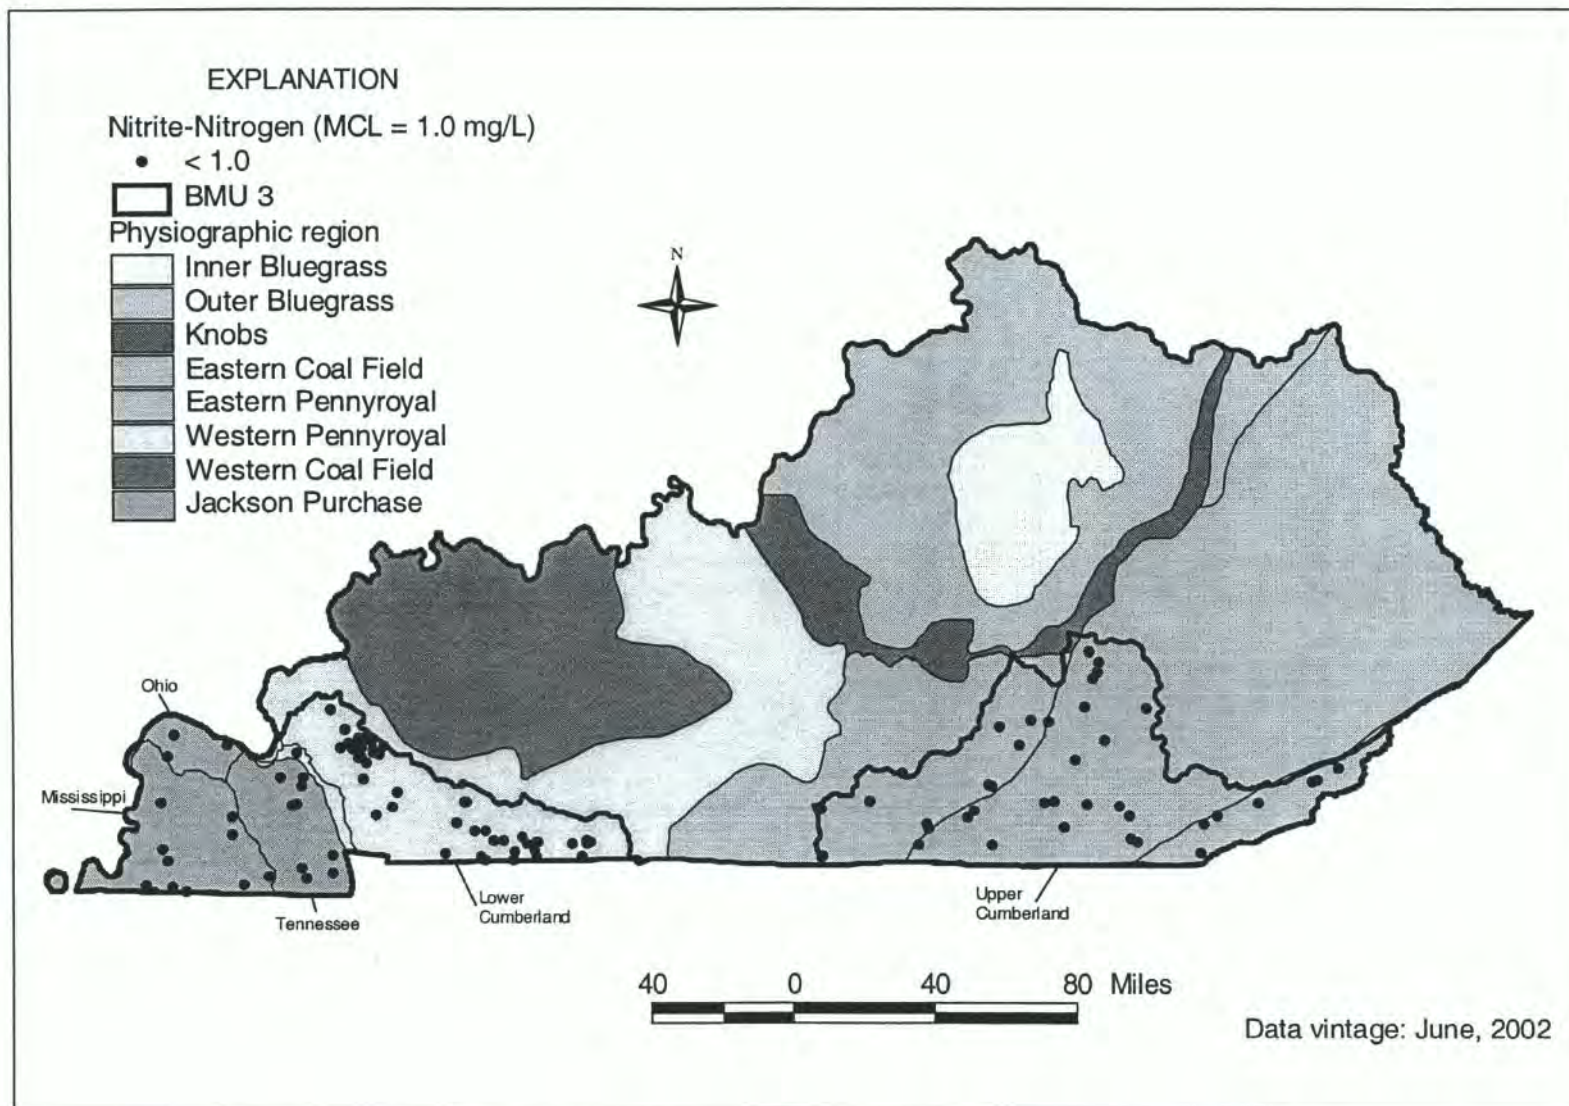 EXPLANATION
Nitrite-Nitrogen (MCL = 1.0 mg/L)
< 1.0
BMU 3
Physiographic region
Inner Bluegrass
Outer Bluegrass
Knobs
Eastern Coal Field
Eastern Pennyroyal
Western Pennyroyal
Western Coal Field
Jackson Purchase
N
Ohio
Mississippi
Tennessee
Lower
Cumberland
Upper
Cumberland
40 0 40 80 Miles
Data vintage: June, 2002